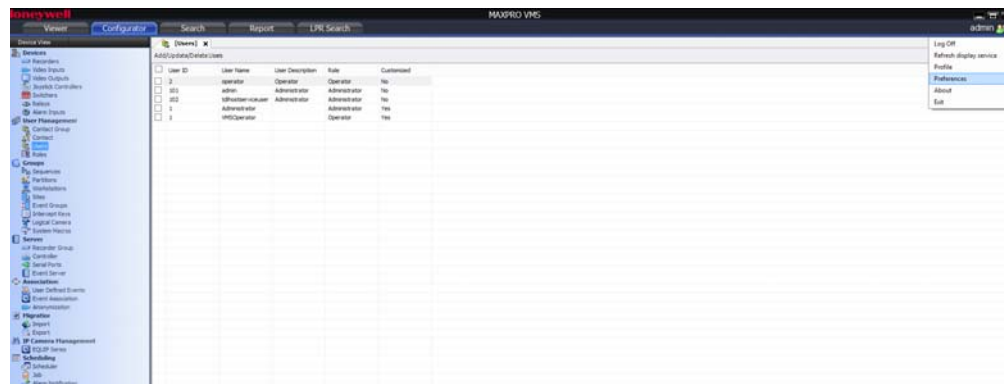 Honeywell
MAXPRO VMS
Viewer Configurator Search Report LPR Search
admin
Device View
[Users]
Add/Update/Delete Users
Log Off
Refresh display service
Profile
Preferences
About
Exit
User ID User Name User Description Role Customized
2 operator Operator Operator No
101 admin Administrator Administrator No
102 Administrator Administrator No
1 Administrator Administrator Yes
3 VMSOperator Operator Yes
Devices
Recorders
Video Inputs
Video Outputs
Joystick Controllers
Switchers
Relays
Alarm Inputs
User Management
Contact Group
Contact
Users
Roles
Groups
Sequences
Partitions
Workstations
Sites
Event Groups
Intercept Keys
Logical Camera
System Macros
Server
Recorder Group
Controller
Serial Ports
Event Server
Association
User Defined Events
Event Association
Anonymization
Migration
Import
Export
IP Camera Management
EQUIP Series
Scheduling
Scheduler
Job
Alarm Notification